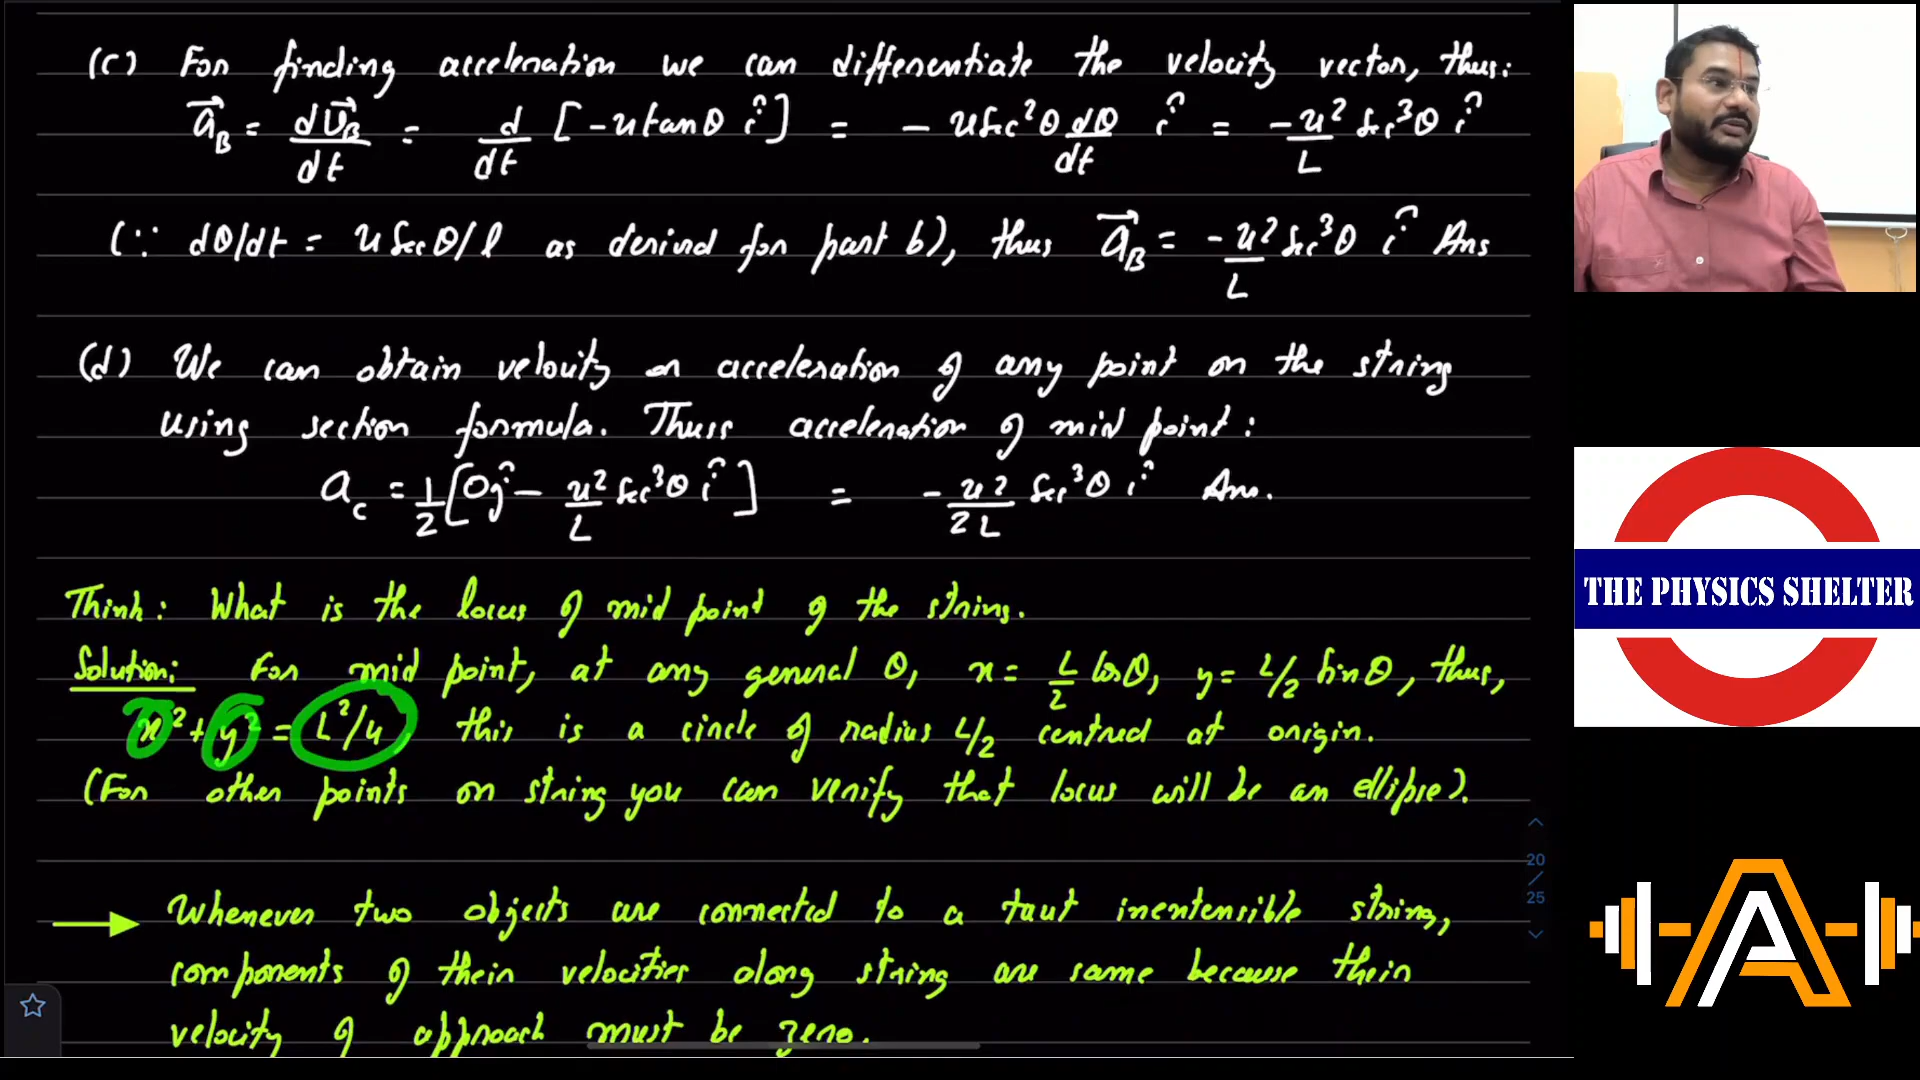 (c) For finding acceleration we can differentiate the velocity vector, thus:
a⃗_B = dv⃗_B/dt = d/dt [-u tanθ î] = - u sec²θ dθ/dt î = -u²/L sec³θ î
(∵ dθ/dt = u secθ/l as derived for part b), thus a⃗_B = -u²/L sec³θ î Ans
(d) We can obtain velocity or acceleration of any point on the string
using section formula. Thus acceleration of mid point:
a_c = 1/2 [0ĵ - u²/L sec³θ î] = - u²/2L sec³θ î Ans.
Think: What is the locus of mid point of the string.
Solution: For mid point, at any general θ, x = L/2 cosθ, y = L/2 sinθ, thus,
x² + y² = L²/4, this is a circle of radius L/2 centred at origin.
(For other points on string you can verify that locus will be an ellipse).
20
/
25
→ Whenever two objects are connected to a taut inextensible string,
components of their velocities along string are same because their
velocity of approach must be zero.
THE PHYSICS SHELTER